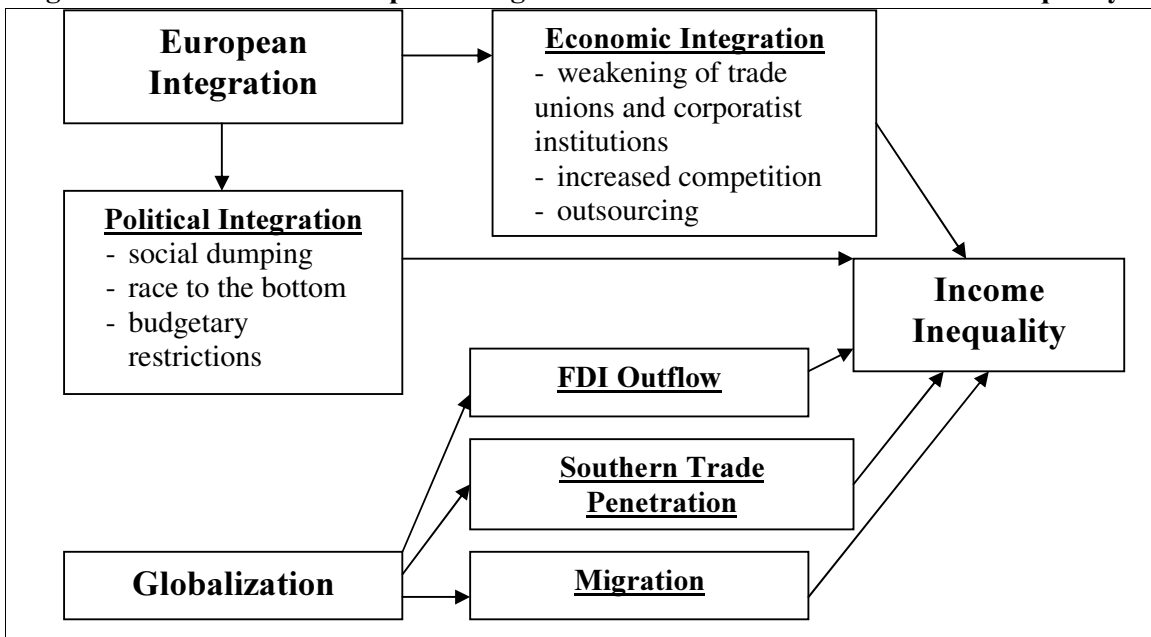 European
Integration
Economic Integration
- weakening of trade
unions and corporatist
institutions
- increased competition
- outsourcing
Political Integration
- social dumping
- race to the bottom
- budgetary
restrictions
Income
Inequality
FDI Outflow
Southern Trade
Penetration
Globalization
Migration